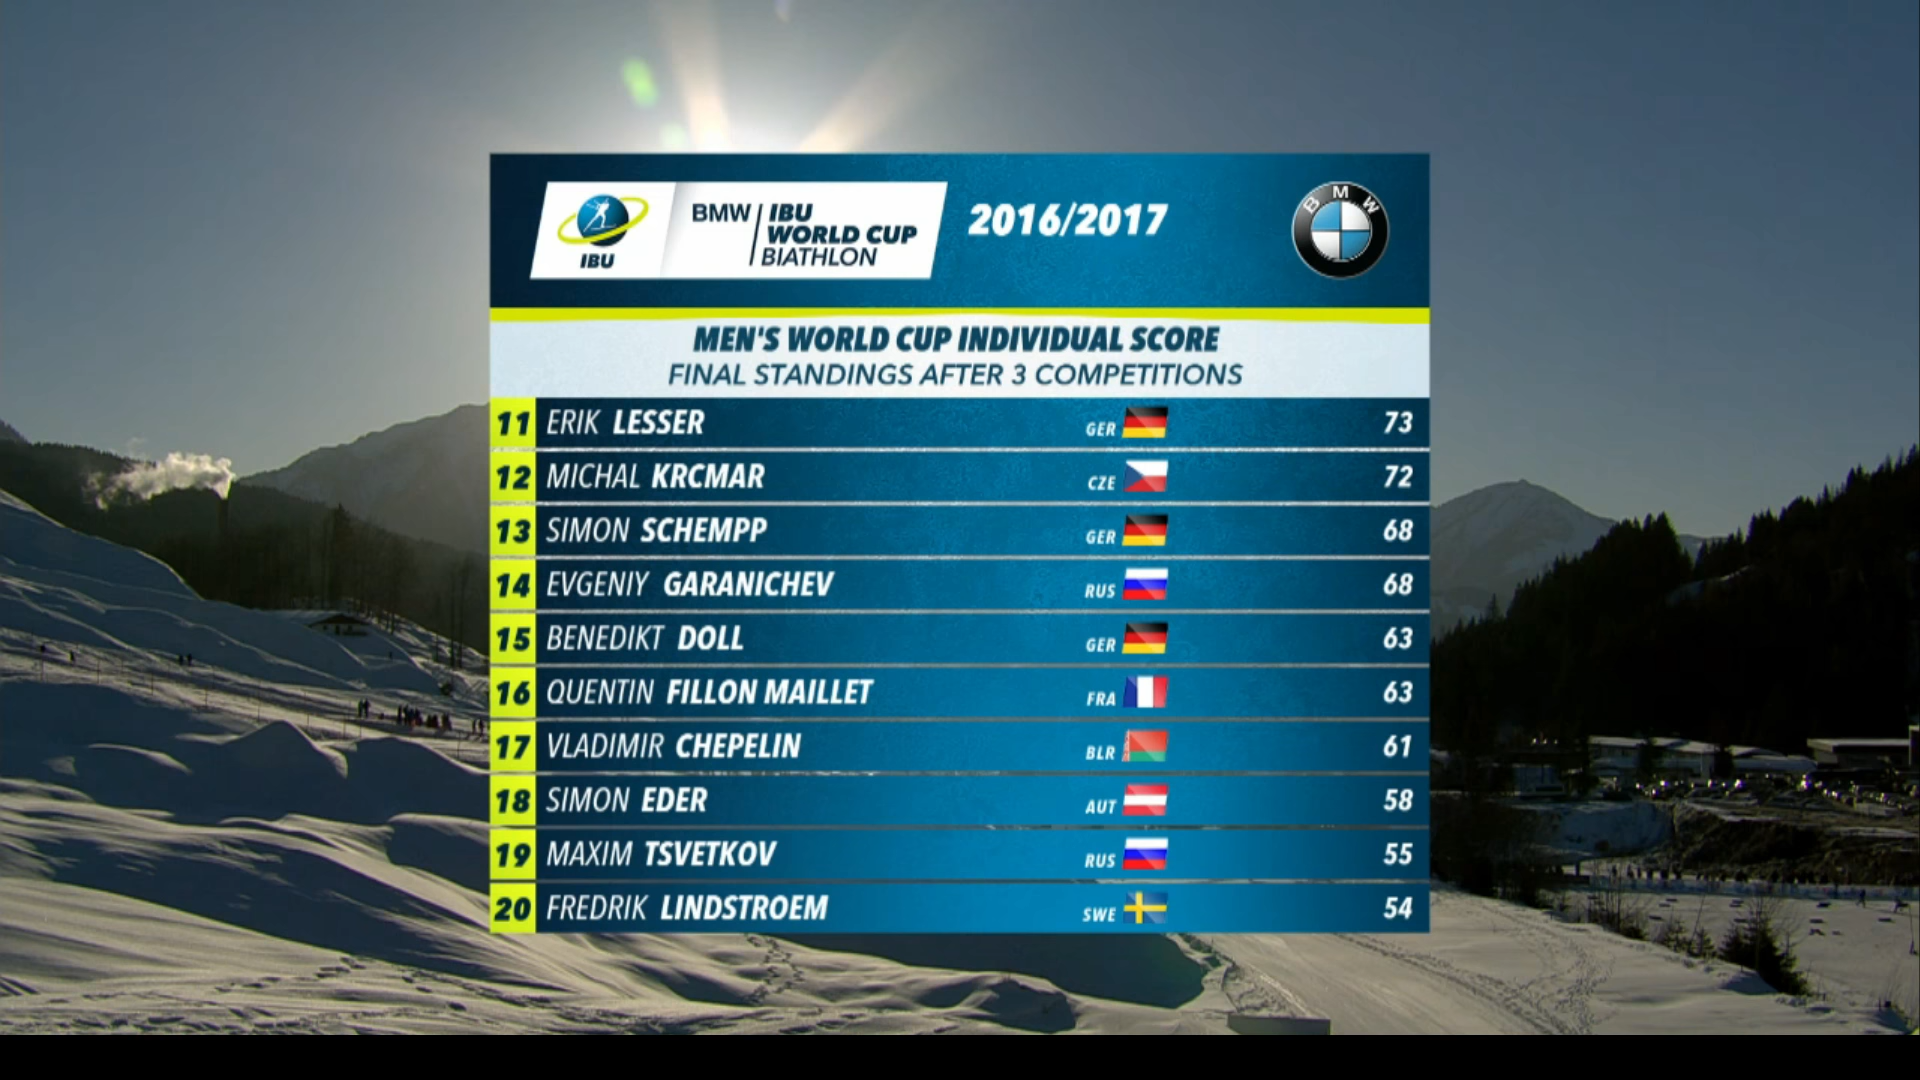 IBU
BMW IBU
WORLD CUP
BIATHLON
2016/2017
BMW
MEN'S WORLD CUP INDIVIDUAL SCORE
FINAL STANDINGS AFTER 3 COMPETITIONS
11 ERIK LESSER GER 73
12 MICHAL KRCMAR CZE 72
13 SIMON SCHEMPP GER 68
14 EVGENIY GARANICHEV RUS 68
15 BENEDIKT DOLL GER 63
16 QUENTIN FILLON MAILLET FRA 63
17 VLADIMIR CHEPELIN BLR 61
18 SIMON EDER AUT 58
19 MAXIM TSVETKOV RUS 55
20 FREDRIK LINDSTROEM SWE 54